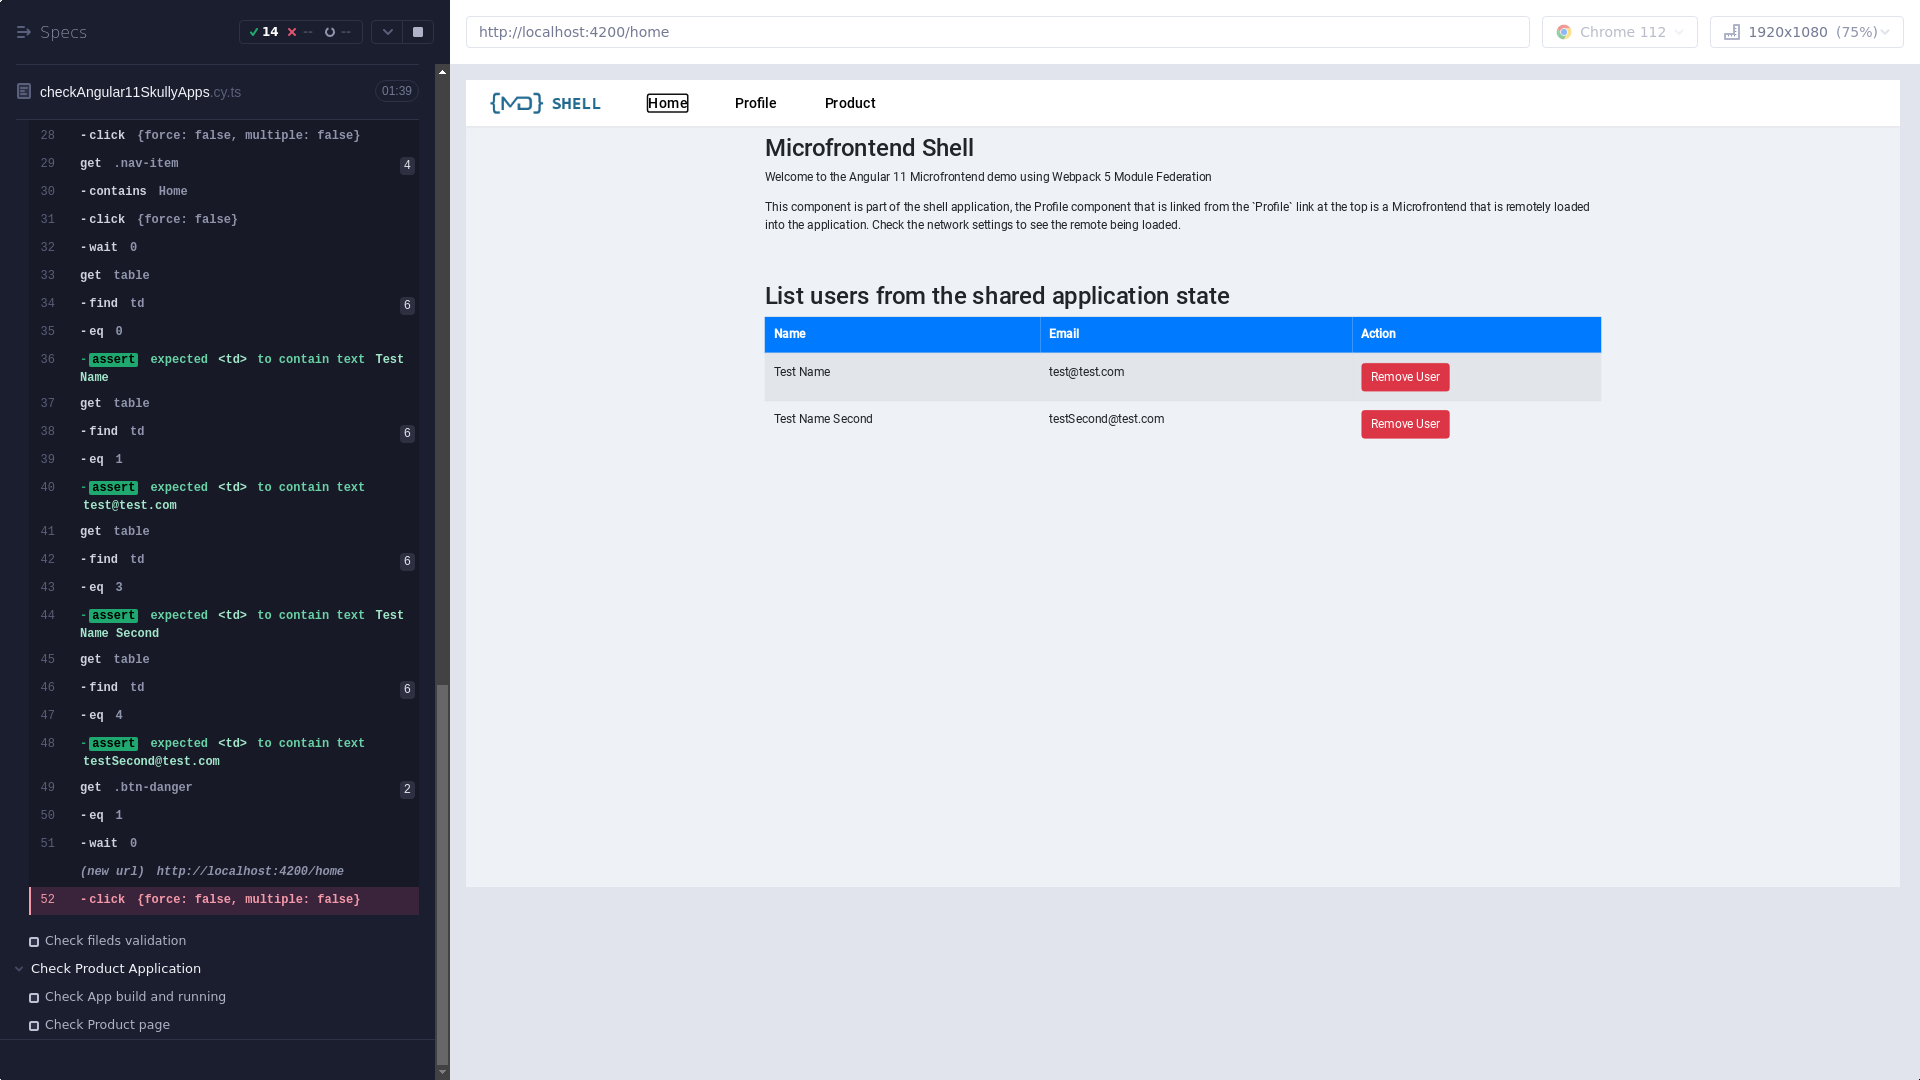 Specs
14 -- --
checkAngular11SkullyApps.cy.ts 01:39
28 -click {force: false, multiple: false}
29 get .nav-item 4
30 -contains Home
31 -click {force: false}
32 -wait 0
33 get table
34 -find td 6
35 -eq 0
36 -assert expected <td> to contain text Test
Name
37 get table
38 -find td 6
39 -eq 1
40 -assert expected <td> to contain text
test@test.com
41 get table
42 -find td 6
43 -eq 3
44 -assert expected <td> to contain text Test
Name Second
45 get table
46 -find td 6
47 -eq 4
48 -assert expected <td> to contain text
testSecond@test.com
49 get .btn-danger 2
50 -eq 1
51 -wait 0
(new url) http://localhost:4200/home
52 -click {force: false, multiple: false}
Check fileds validation
Check Product Application
Check App build and running
Check Product page
http://localhost:4200/home
Chrome 112
1920x1080 (75%)
{MD} SHELL Home Profile Product
Microfrontend Shell
Welcome to the Angular 11 Microfrontend demo using Webpack 5 Module Federation
This component is part of the shell application, the Profile component that is linked from the `Profile` link at the top is a Microfrontend that is remotely loaded
into the application. Check the network settings to see the remote being loaded.
List users from the shared application state
Name Email Action
Test Name test@test.com Remove User
Test Name Second testSecond@test.com Remove User